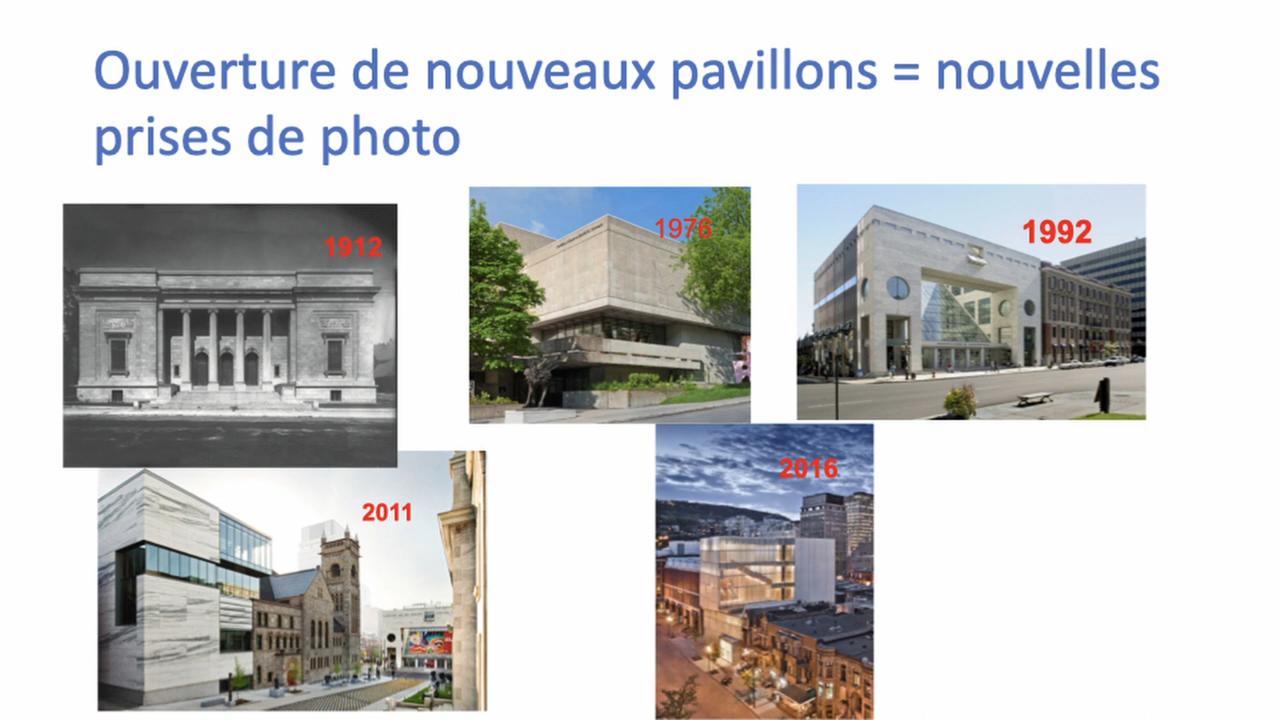 Ouverture de nouveaux pavillons = nouvelles
prises de photo
1912
1976
1992
2011
2016